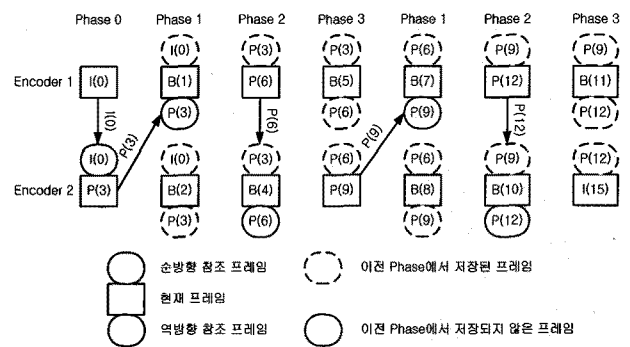 Phase 0 Phase 1 Phase 2 Phase 3 Phase 1 Phase 2 Phase 3
I(0) P(3) P(3) P(6) P(9) P(9)
Encoder 1 I(0) B(1) P(6) B(5) B(7) P(12) B(11)
P(3) P(6) P(9) P(12)
I(0) P(3) P(6) P(9) P(12)
I(0) I(0) P(3) P(6) P(6) P(9) P(12)
Encoder 2 P(3) B(2) B(4) P(9) B(8) B(10) I(15)
P(3) P(6) P(9) P(12)
순방향 참조 프레임 이전 Phase에서 저장된 프레임
현재 프레임
역방향 참조 프레임 이전 Phase에서 저장되지 않은 프레임